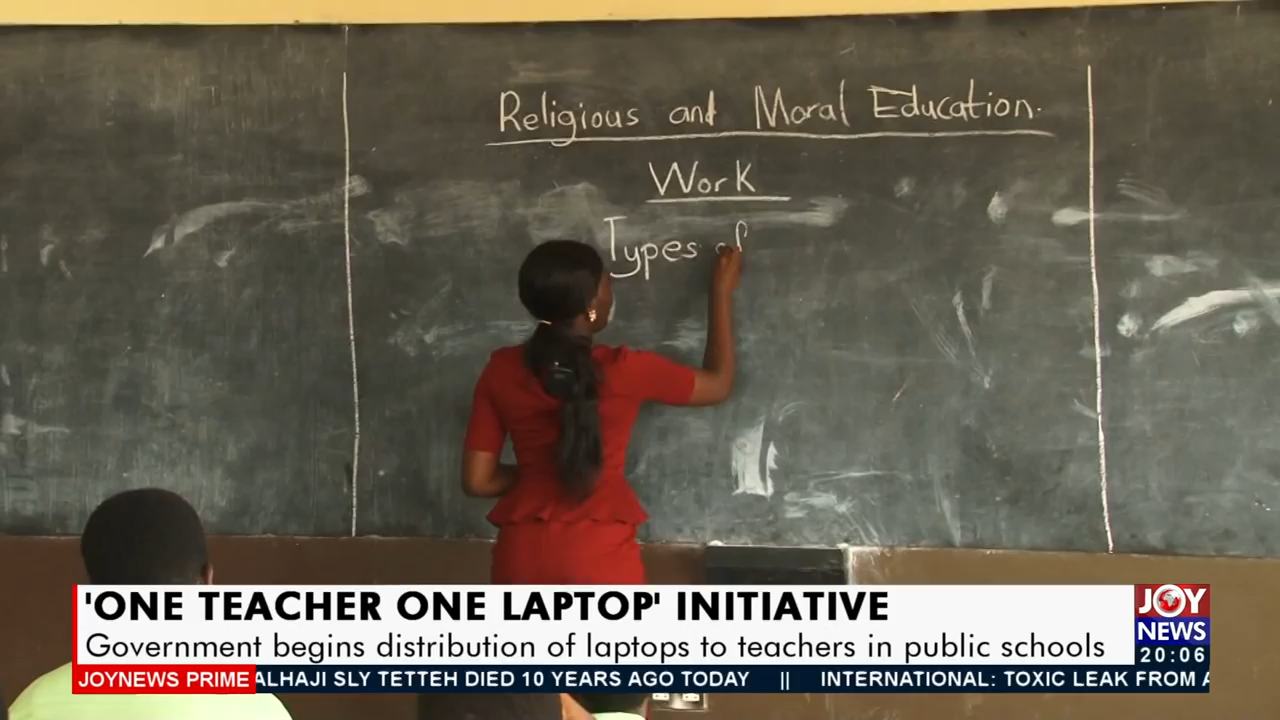 Religious and Moral Education.
Work
Types of
'ONE TEACHER ONE LAPTOP' INITIATIVE
Government begins distribution of laptops to teachers in public schools
JOY
NEWS
20:06
JOYNEWS PRIME
ALHAJI SLY TETTEH DIED 10 YEARS AGO TODAY || INTERNATIONAL: TOXIC LEAK FROM